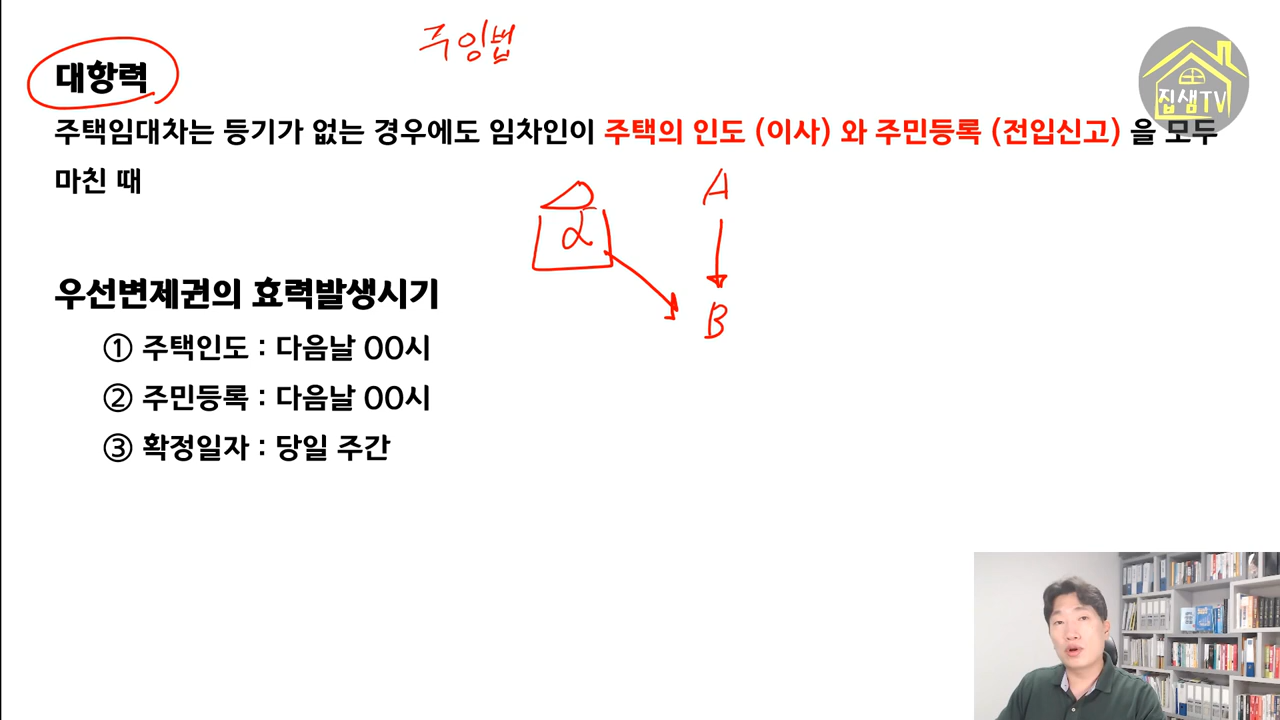 주임법
대항력
집샘TV
주택임대차는 등기가 없는 경우에도 임차인이 주택의 인도 (이사) 와 주민등록 (전입신고) 을 모두
마친 때
A
B
우선변제권의 효력발생시기
① 주택인도 : 다음날 00시
② 주민등록 : 다음날 00시
③ 확정일자 : 당일 주간